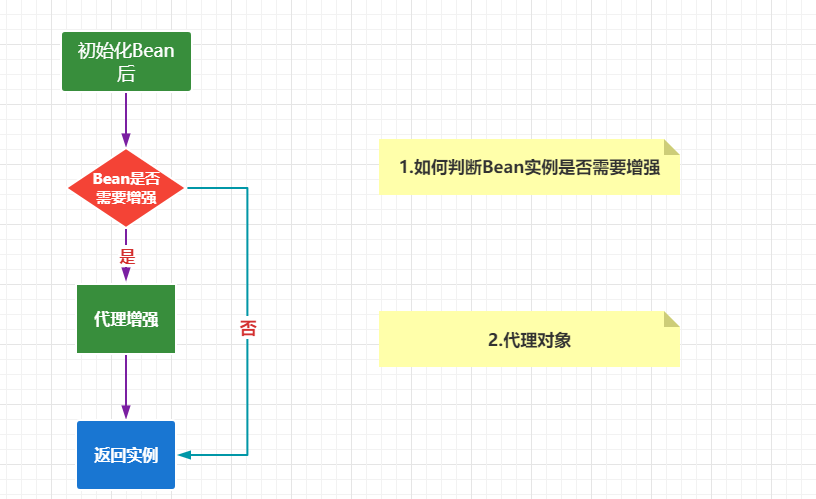 初始化Bean
后
Bean是否
需要增强
1.如何判断Bean实例是否需要增强
是
代理增强
否
2.代理对象
返回实例